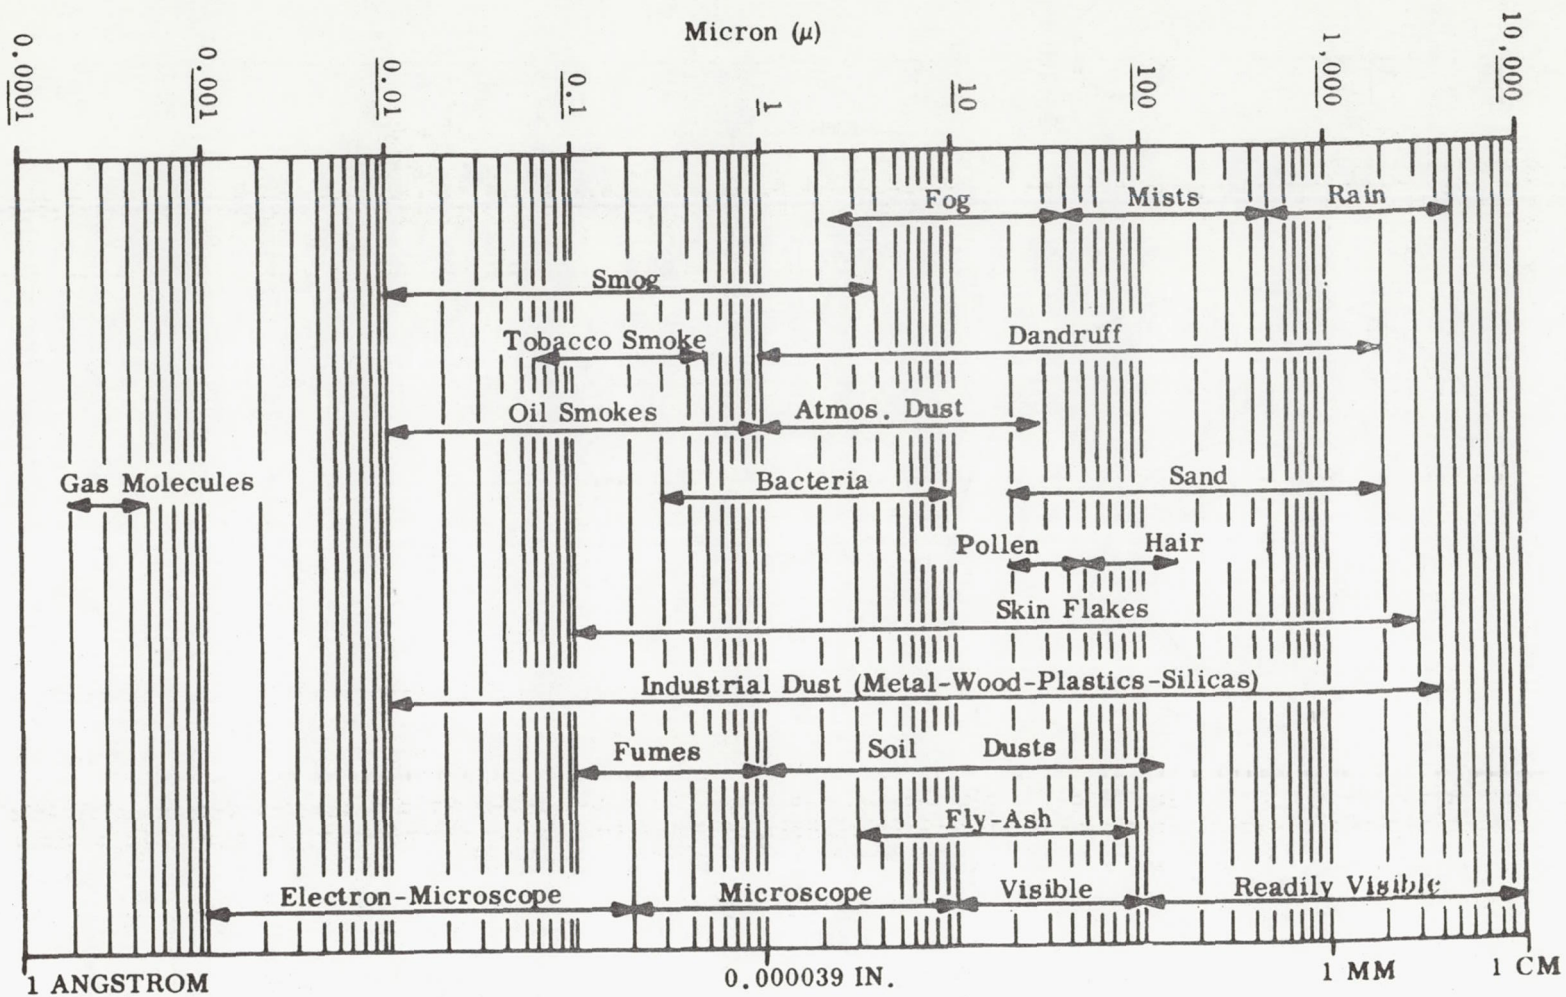 Micron (μ)
0.0001 0.001 0.01 0.1 1 10 100 1,000 10,000
Fog Mists Rain
Smog
Tobacco Smoke Dandruff
Oil Smokes Atmos. Dust
Gas Molecules Bacteria Sand
Pollen Hair
Skin Flakes
Industrial Dust (Metal-Wood-Plastics-Silicas)
Fumes Soil Dusts
Fly-Ash
Electron-Microscope Microscope Visible Readily Visible
1 ANGSTROM 0.000039 IN. 1 MM 1 CM